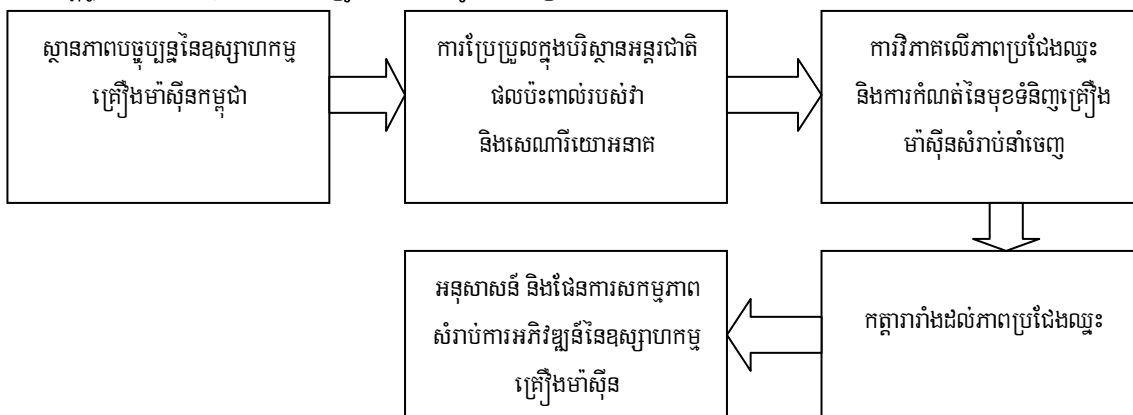 ស្ថានភាពបច្ចុប្បន្ននៃឧស្សាហកម្ម
គ្រឿងម៉ាស៊ីនកម្ពុជា
ការប្រែប្រួលក្នុងបរិស្ថានអន្តរជាតិ
ផលប៉ះពាល់របស់វា
និងសេណារីយោអនាគ
ការវិភាគលើភាពប្រជែងឈ្នះ
និងការកំណត់នៃមុខទំនិញគ្រឿង
ម៉ាស៊ីនសំរាប់នាំចេញ
កត្តារារាំងដល់ភាពប្រជែងឈ្នះ
អនុសាសន៍ និងផែនការសកម្មភាព
សំរាប់ការអភិវឌ្ឍន៍នៃឧស្សាហកម្ម
គ្រឿងម៉ាស៊ីន